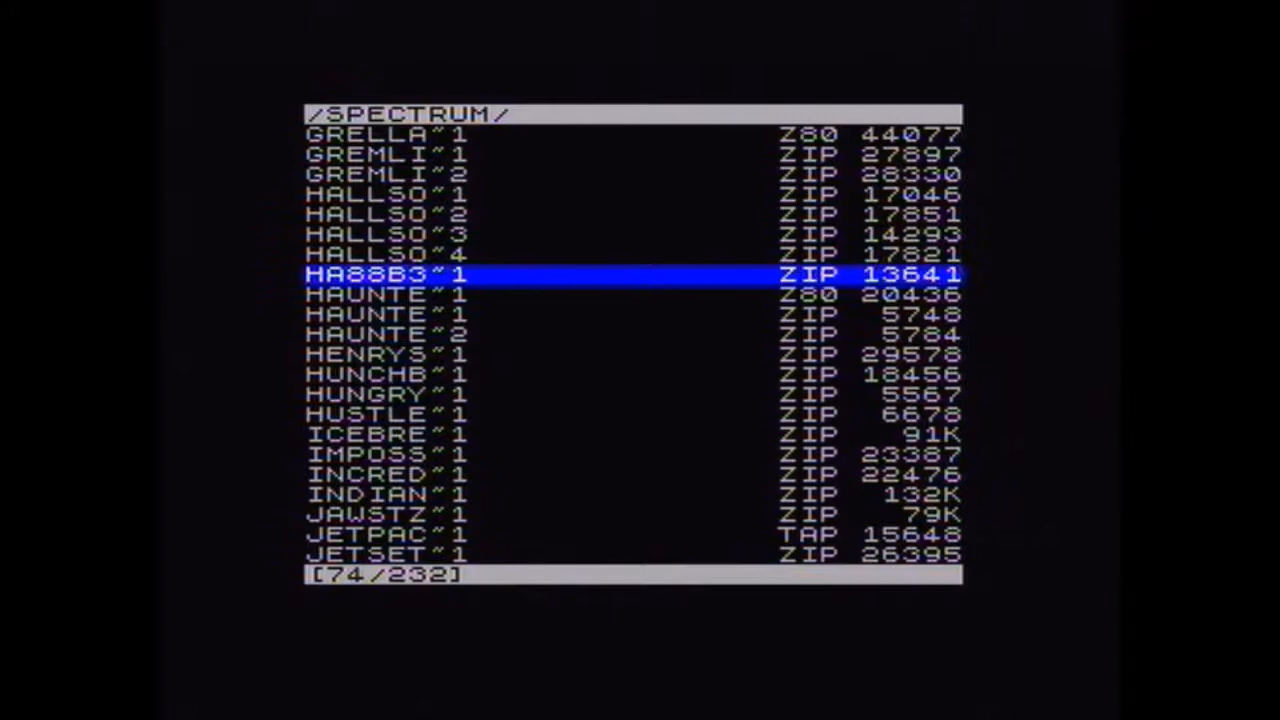 /SPECTRUM/
GRELLA~1 Z80 44077
GREMLI~1 ZIP 27897
GREMLI~2 ZIP 28330
HALLSO~1 ZIP 17046
HALLSO~2 ZIP 17851
HALLSO~3 ZIP 14293
HALLSO~4 ZIP 17821
HA88B3~1 ZIP 13641
HAUNTE~1 Z80 20436
HAUNTE~1 ZIP 5748
HAUNTE~2 ZIP 5784
HENRYS~1 ZIP 29578
HUNCHB~1 ZIP 18456
HUNGRY~1 ZIP 5567
HUSTLE~1 ZIP 6678
ICEBRE~1 ZIP 91K
IMPOSS~1 ZIP 23387
INCRED~1 ZIP 22476
INDIAN~1 ZIP 132K
JAWSTZ~1 ZIP 79K
JETPAC~1 TAP 15648
JETSET~1 ZIP 26395
[74/232]